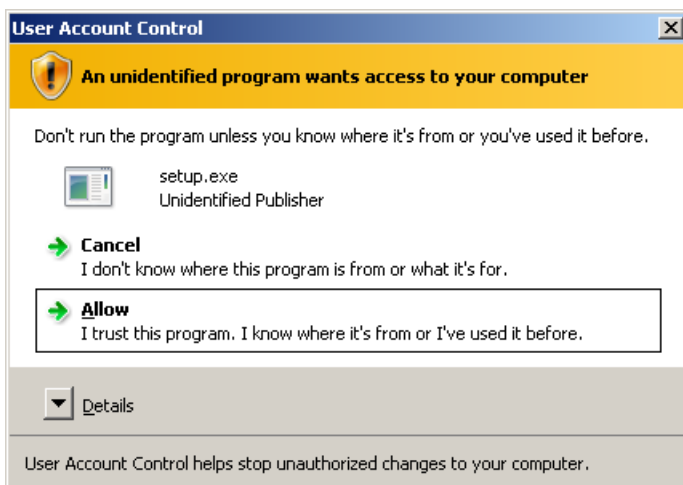 User Account Control
An unidentified program wants access to your computer
Don't run the program unless you know where it's from or you've used it before.
setup.exe
Unidentified Publisher
Cancel
I don't know where this program is from or what it's for.
Allow
I trust this program. I know where it's from or I've used it before.
Details
User Account Control helps stop unauthorized changes to your computer.